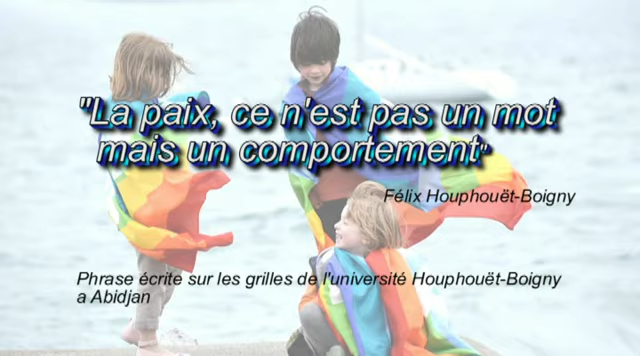 "La paix, ce n'est pas un mot
mais un comportement"
Félix Houphouët-Boigny
Phrase écrite sur les grilles de l'université Houphouët-Boigny
a Abidjan